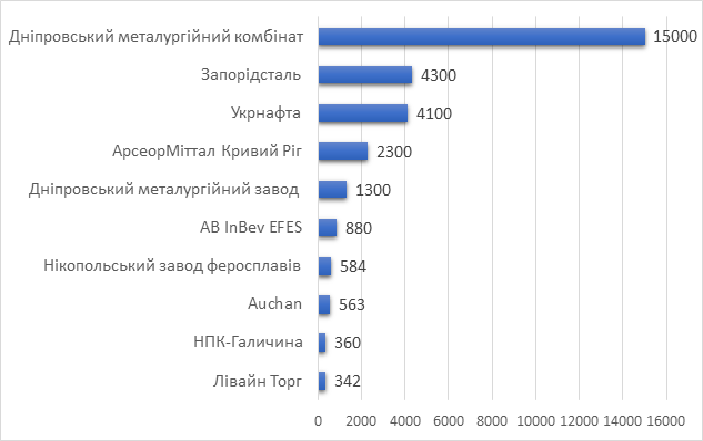 Дніпровський металургійний комбінат 15000
Запорідсталь 4300
Укрнафта 4100
АрсеорМіттал Кривий Ріг 2300
Дніпровський металургійний завод 1300
AB InBev EFES 880
Нікопольський завод феросплавів 584
Auchan 563
НПК-Галичина 360
Лівайн Торг 342
0 2000 4000 6000 8000 10000 12000 14000 16000